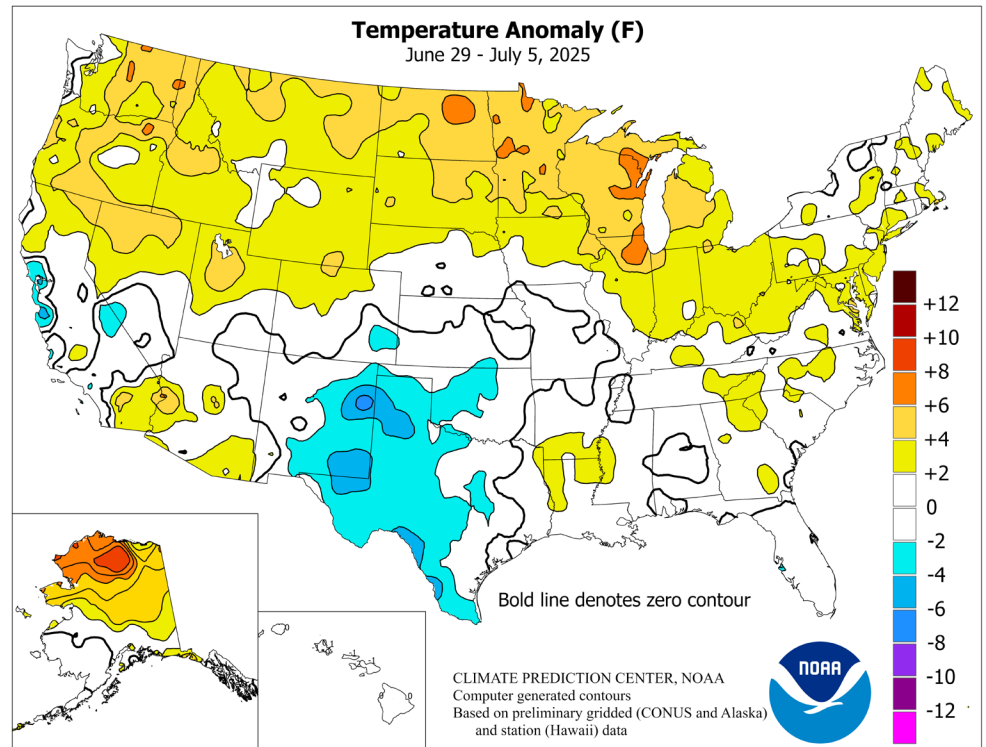 Temperature Anomaly (F)
June 29 - July 5, 2025
+12
+10
+8
+6
+4
+2
0
-2
-4
-6
-8
-10
-12
Bold line denotes zero contour
CLIMATE PREDICTION CENTER, NOAA
Computer generated contours
Based on preliminary gridded (CONUS and Alaska)
and station (Hawaii) data
NOAA